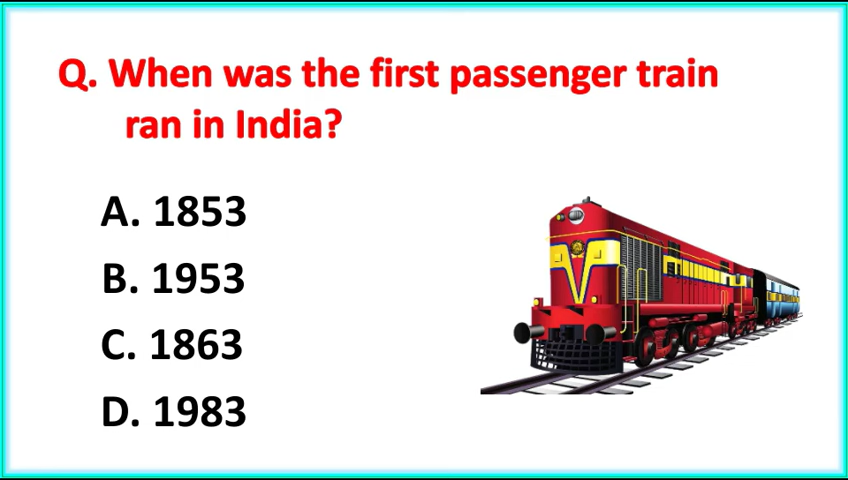 Q. When was the first passenger train
ran in India?
A. 1853
B. 1953
C. 1863
D. 1983